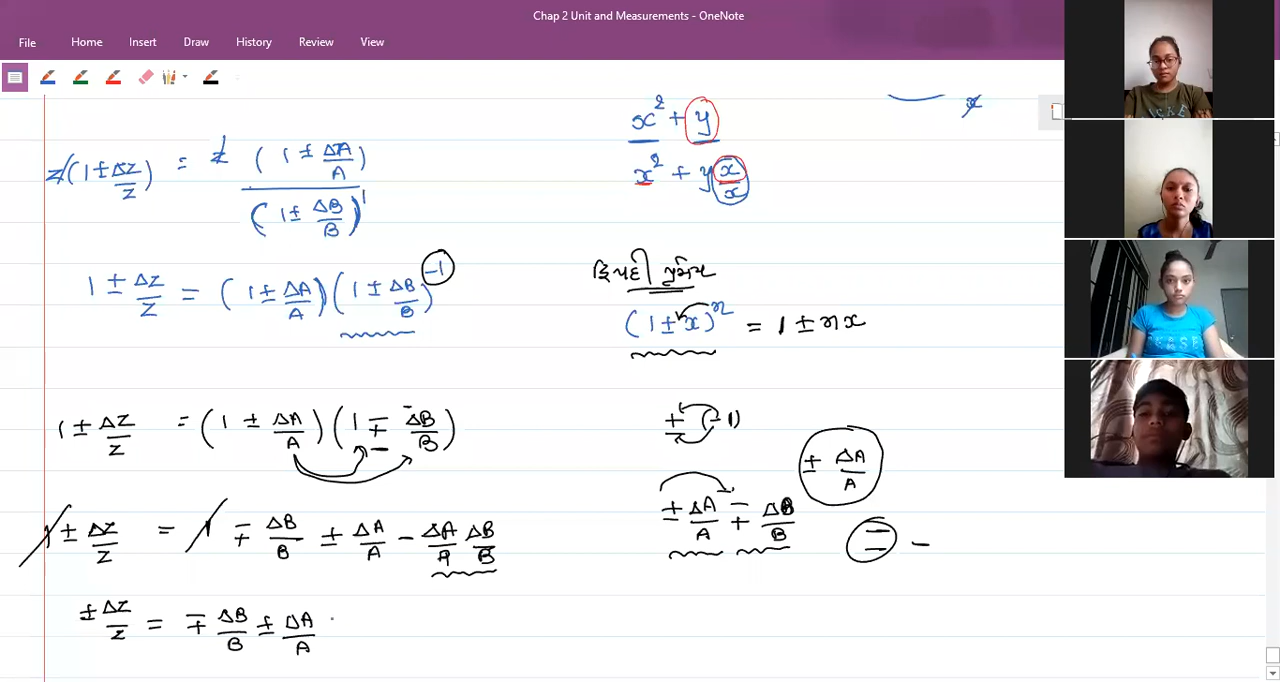 Chap 2 Unit and Measurements - OneNote
File Home Insert Draw History Review View
x² + y
x² + y x/x
z(1 ± Δz/z) = z (1 ± ΔA/A) / (1 ± ΔB/B)¹
1 ± Δz/z = (1 ± ΔA/A)(1 ± ΔB/B)⁻¹
(1 ± x)ⁿ = 1 ± nx
1 ± Δz/z = (1 ± ΔA/A)(1 ∓ ΔB/B)
± (-1)
± ΔA/A
± ΔA/A ∓ ΔB/B
1 ± Δz/z = 1 ∓ ΔB/B ± ΔA/A - ΔA/A ΔB/B
± Δz/z = ∓ ΔB/B ± ΔA/A